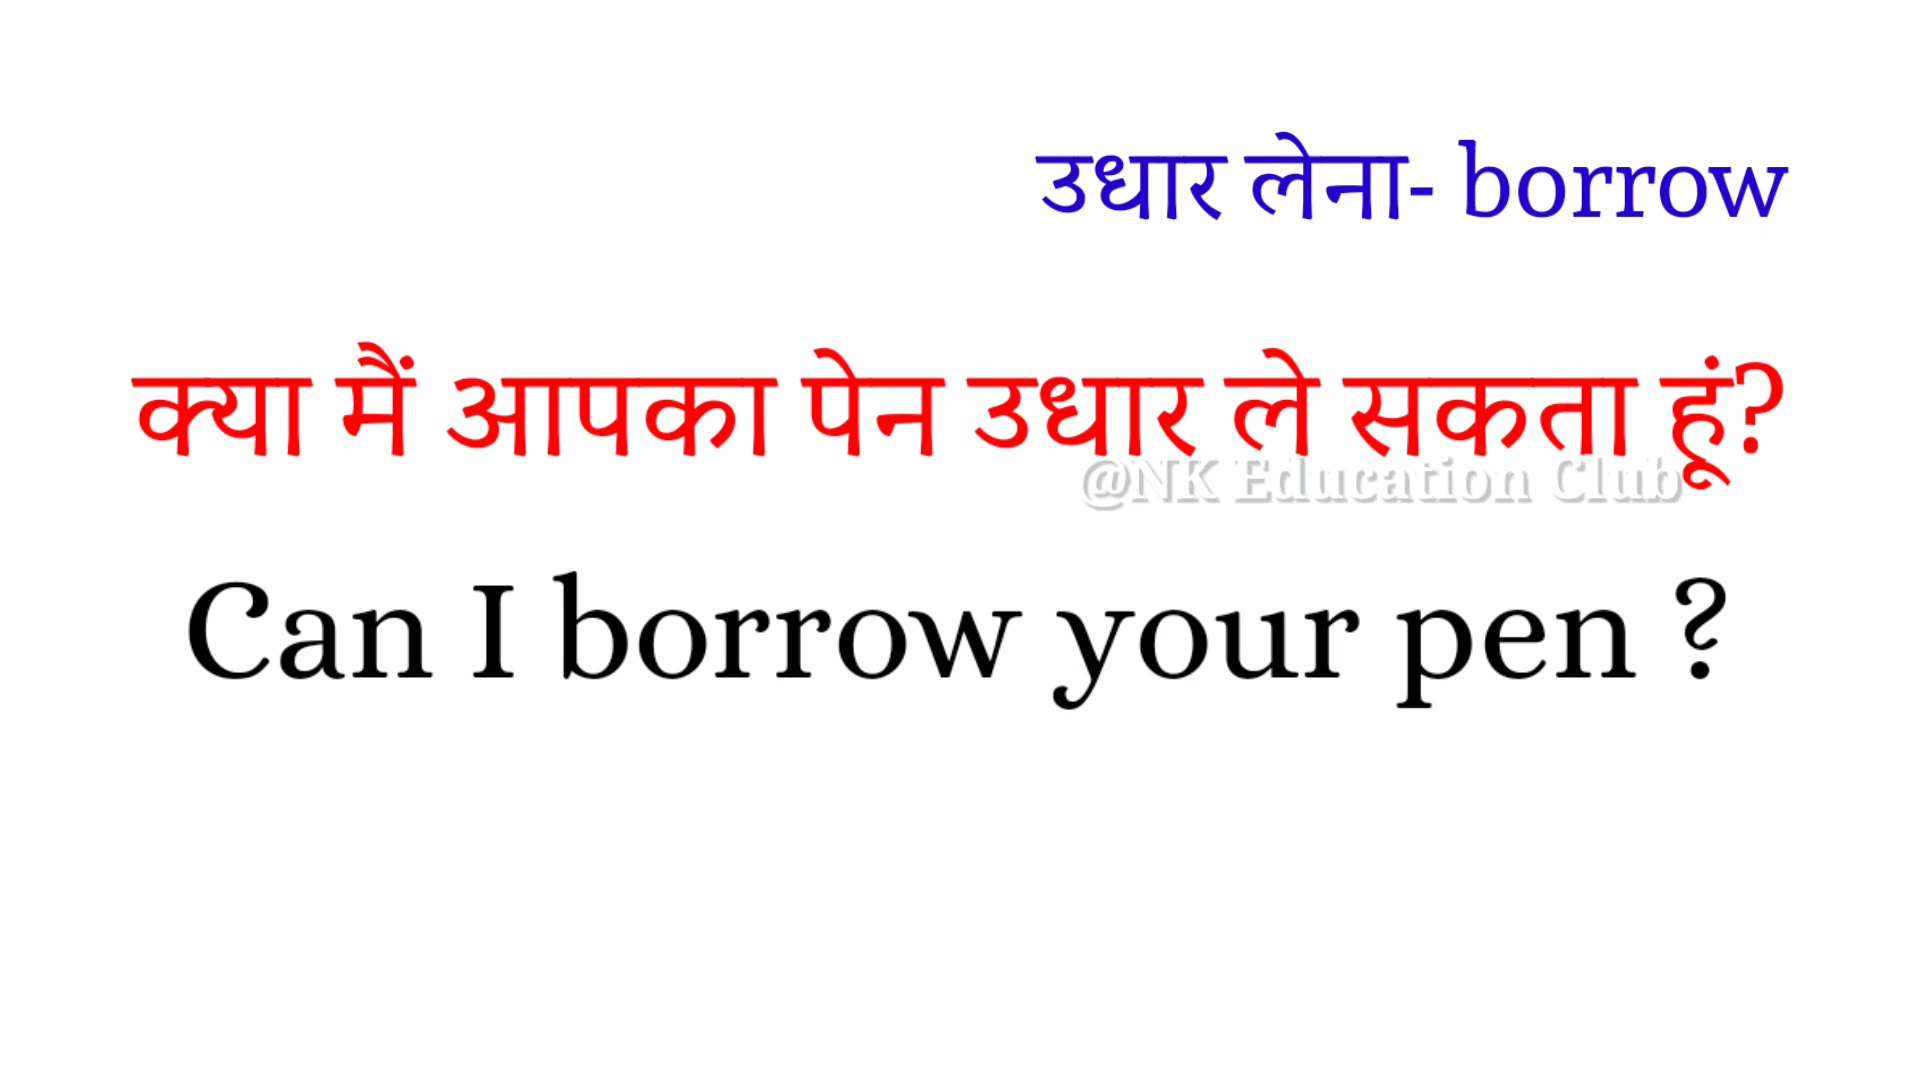 उधार लेना- borrow
क्या मैं आपका पेन उधार ले सकता हूं?
@NK Education Club
Can I borrow your pen ?